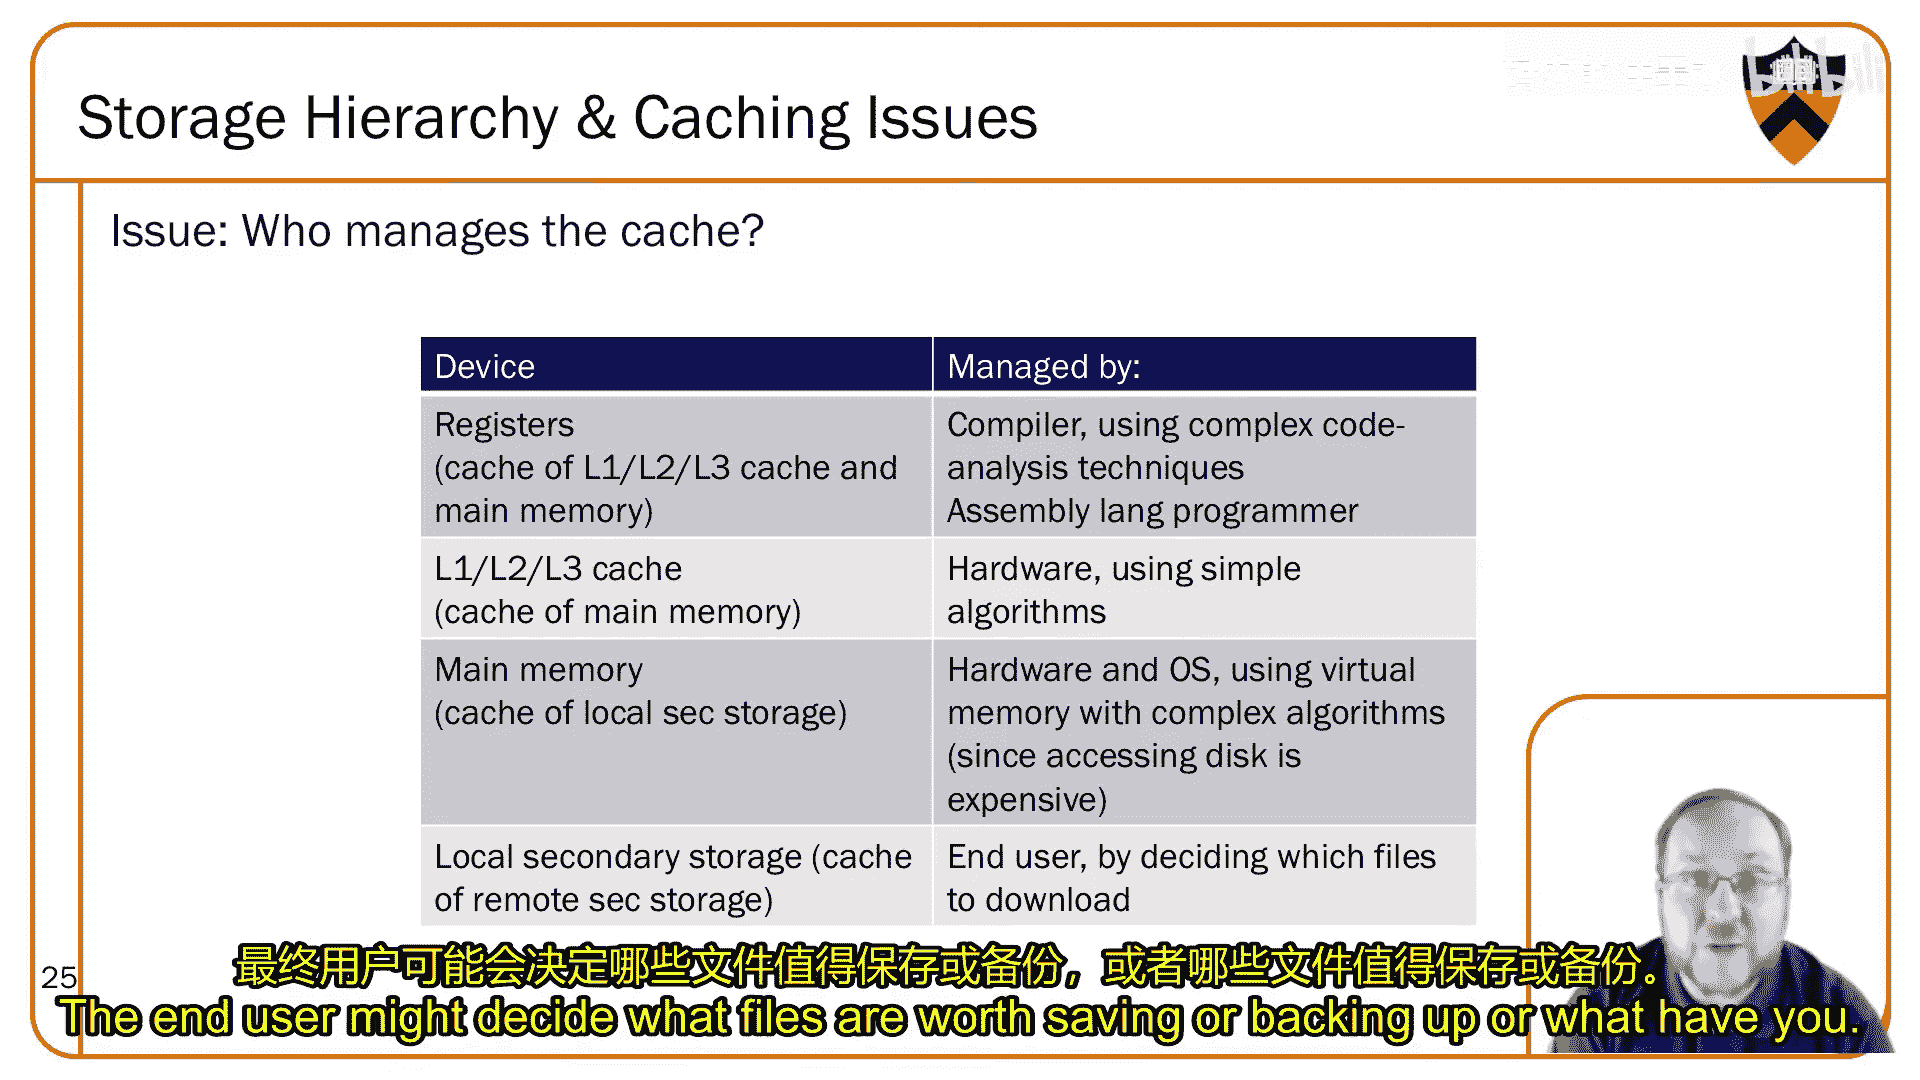 Storage Hierarchy & Caching Issues
Issue: Who manages the cache?
Device
Managed by:
Registers
(cache of L1/L2/L3 cache and
main memory)
Compiler, using complex code-
analysis techniques
Assembly lang programmer
L1/L2/L3 cache
(cache of main memory)
Hardware, using simple
algorithms
Main memory
(cache of local sec storage)
Hardware and OS, using virtual
memory with complex algorithms
(since accessing disk is
expensive)
Local secondary storage (cache
of remote sec storage)
End user, by deciding which files
to download
25
最终用户可能会决定哪些文件值得保存或备份，或者哪些文件值得保存或备份。
The end user might decide what files are worth saving or backing up or what have you.